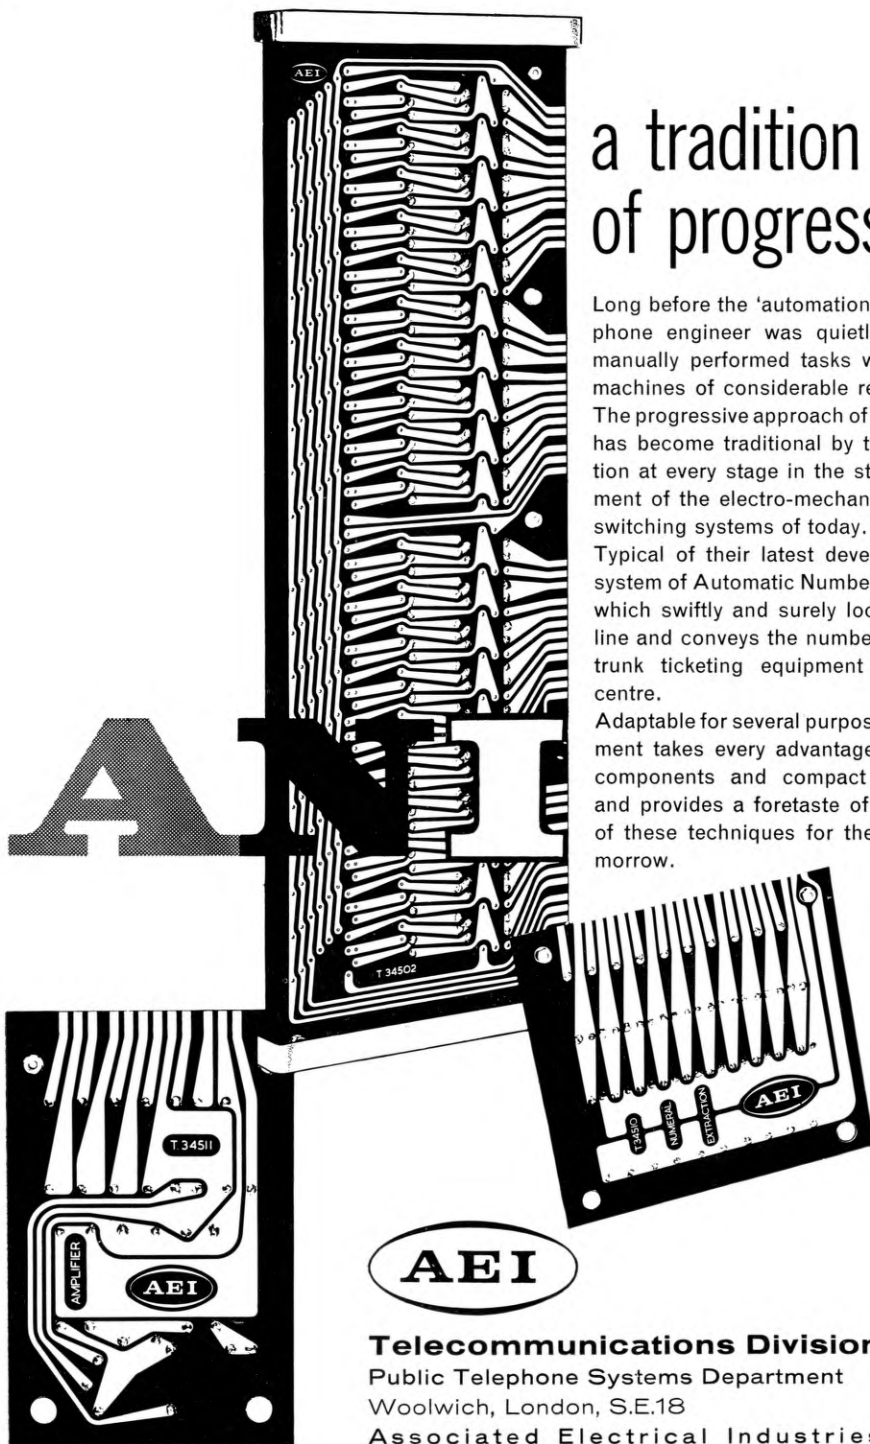 AEI
a tradition
of progress
Long before the 'automation
phone engineer was quietl
manually performed tasks v
machines of considerable re
The progressive approach of
has become traditional by t
tion at every stage in the st
ment of the electro-mechan
switching systems of today.
Typical of their latest deve
system of Automatic Number
which swiftly and surely loc
line and conveys the numbe
trunk ticketing equipment
centre.
Adaptable for several purpos
ment takes every advantage
components and compact
and provides a foretaste of
of these techniques for the
morrow.
ANI
T 34502
T.34511
AMPLIFIER
AEI
T34510
NUMERAL
EXTRACTION
AEI
AEI
Telecommunications Division
Public Telephone Systems Department
Woolwich, London, S.E.18
Associated Electrical Industries